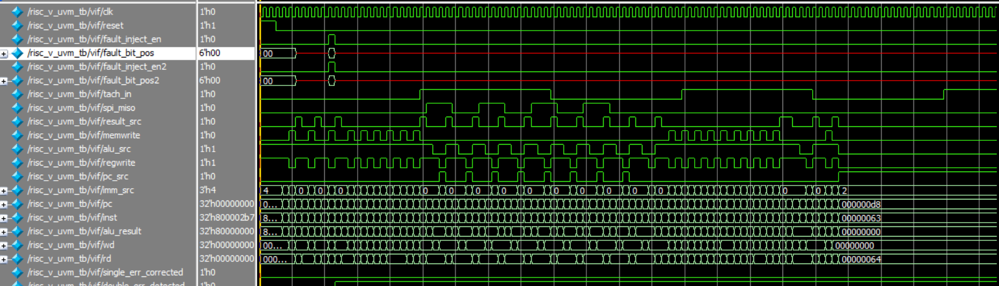 /risc_v_uvm_tb/vif/clk 1'h0
/risc_v_uvm_tb/vif/reset 1'h1
/risc_v_uvm_tb/vif/fault_inject_en 1'h0
/risc_v_uvm_tb/vif/fault_bit_pos 6'h00 00
/risc_v_uvm_tb/vif/fault_inject_en2 1'h0
/risc_v_uvm_tb/vif/fault_bit_pos2 6'h00 00
/risc_v_uvm_tb/vif/tach_in 1'h0
/risc_v_uvm_tb/vif/spi_miso 1'h0
/risc_v_uvm_tb/vif/result_src 1'h0
/risc_v_uvm_tb/vif/memwrite 1'h0
/risc_v_uvm_tb/vif/alu_src 1'h1
/risc_v_uvm_tb/vif/regwrite 1'h1
/risc_v_uvm_tb/vif/pc_src 1'h0
/risc_v_uvm_tb/vif/imm_src 3'h4 4 0 0 0 0 0 0 0 0 0 0 0 0 0 0 0 2
/risc_v_uvm_tb/vif/pc 32'h00000000 0... 000000d8
/risc_v_uvm_tb/vif/inst 32'h800002b7 8... 00000063
/risc_v_uvm_tb/vif/alu_result 32'h80000000 8... 00000000
/risc_v_uvm_tb/vif/wd 32'h00000000 00... 00000000
/risc_v_uvm_tb/vif/rd 32'h00000000 000... 00000064
/risc_v_uvm_tb/vif/single_err_corrected 1'h0
/risc_v_uvm_tb/vif/double_err_detected 1'h0